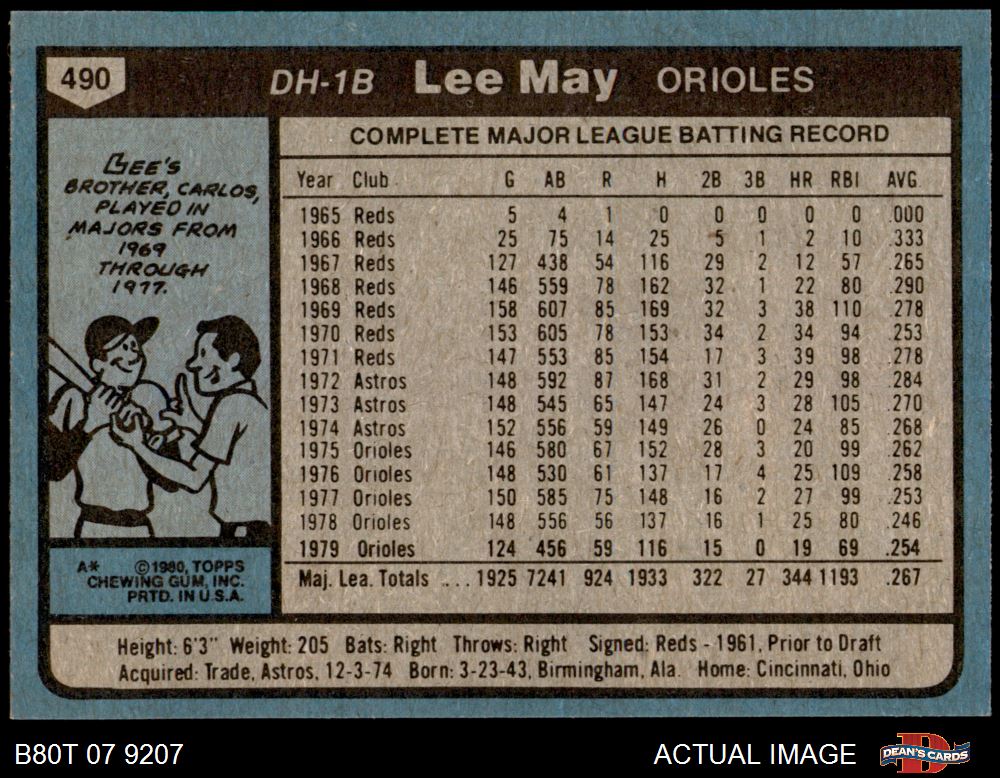 490 DH-1B Lee May ORIOLES
LEE'S
BROTHER, CARLOS,
PLAYED IN
MAJORS FROM
1969
THROUGH
1977.
A* ©1980, TOPPS
CHEWING GUM, INC.
PRTD. IN U.S.A.
COMPLETE MAJOR LEAGUE BATTING RECORD
Year Club G AB R H 2B 3B HR RBI AVG.
1965 Reds 5 4 1 0 0 0 0 0 .000
1966 Reds 25 75 14 25 5 1 2 10 .333
1967 Reds 127 438 54 116 29 2 12 57 .265
1968 Reds 146 559 78 162 32 1 22 80 .290
1969 Reds 158 607 85 169 32 3 38 110 .278
1970 Reds 153 605 78 153 34 2 34 94 .253
1971 Reds 147 553 85 154 17 3 39 98 .278
1972 Astros 148 592 87 168 31 2 29 98 .284
1973 Astros 148 545 65 147 24 3 28 105 .270
1974 Astros 152 556 59 149 26 0 24 85 .268
1975 Orioles 146 580 67 152 28 3 20 99 .262
1976 Orioles 148 530 61 137 17 4 25 109 .258
1977 Orioles 150 585 75 148 16 2 27 99 .253
1978 Orioles 148 556 56 137 16 1 25 80 .246
1979 Orioles 124 456 59 116 15 0 19 69 .254
Maj. Lea. Totals ... 1925 7241 924 1933 322 27 344 1193 .267
Height: 6'3" Weight: 205 Bats: Right Throws: Right Signed: Reds - 1961, Prior to Draft
Acquired: Trade, Astros, 12-3-74 Born: 3-23-43, Birmingham, Ala. Home: Cincinnati, Ohio
B80T 07 9207 ACTUAL IMAGE DEAN'S CARDS